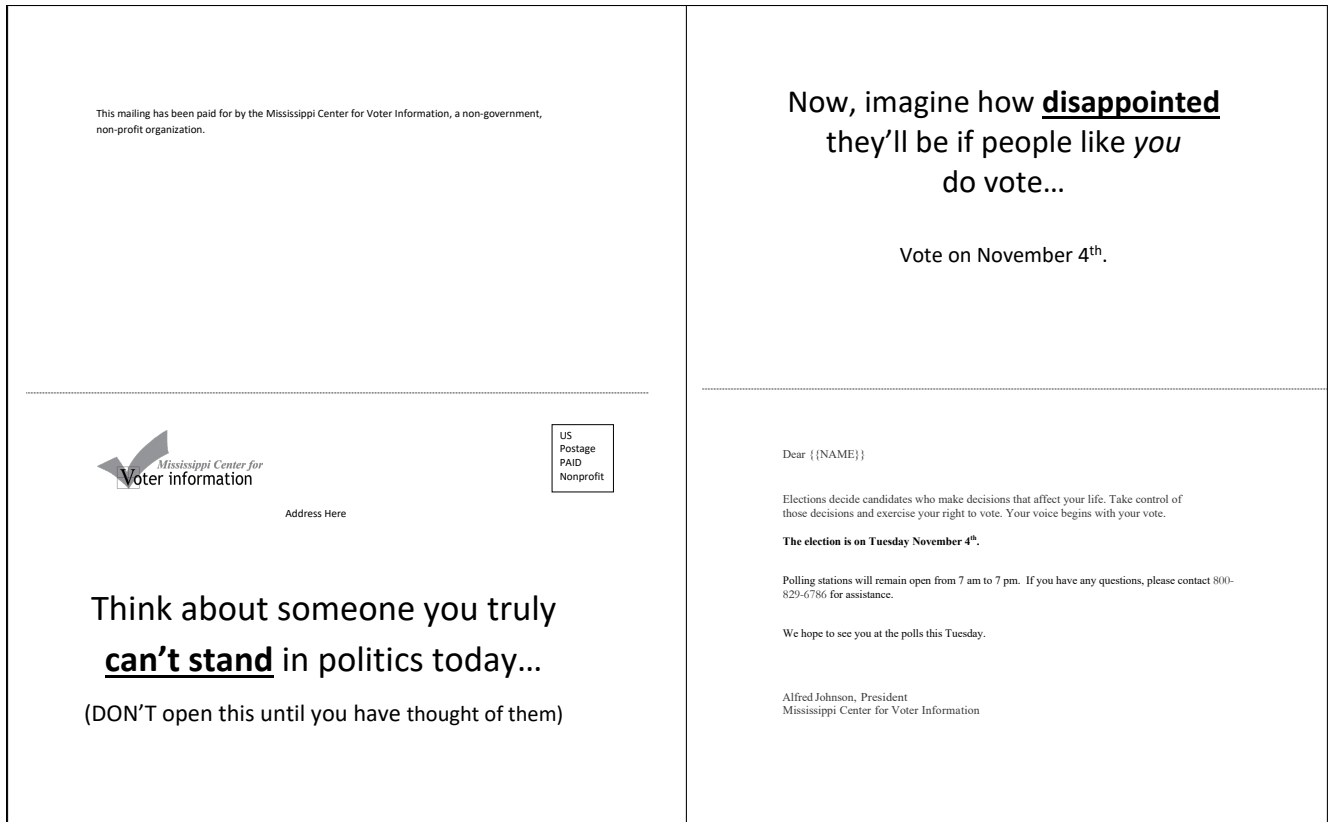 This mailing has been paid for by the Mississippi Center for Voter Information, a non-government,
non-profit organization.
Mississippi Center for
Voter information
US
Postage
PAID
Nonprofit
Address Here
Think about someone you truly
can't stand in politics today…
(DON'T open this until you have thought of them)
Now, imagine how disappointed
they'll be if people like you
do vote…
Vote on November 4th.
Dear {{NAME}}
Elections decide candidates who make decisions that affect your life. Take control of
those decisions and exercise your right to vote. Your voice begins with your vote.
The election is on Tuesday November 4th.
Polling stations will remain open from 7 am to 7 pm.  If you have any questions, please contact 800-
829-6786 for assistance.
We hope to see you at the polls this Tuesday.
Alfred Johnson, President
Mississippi Center for Voter Information